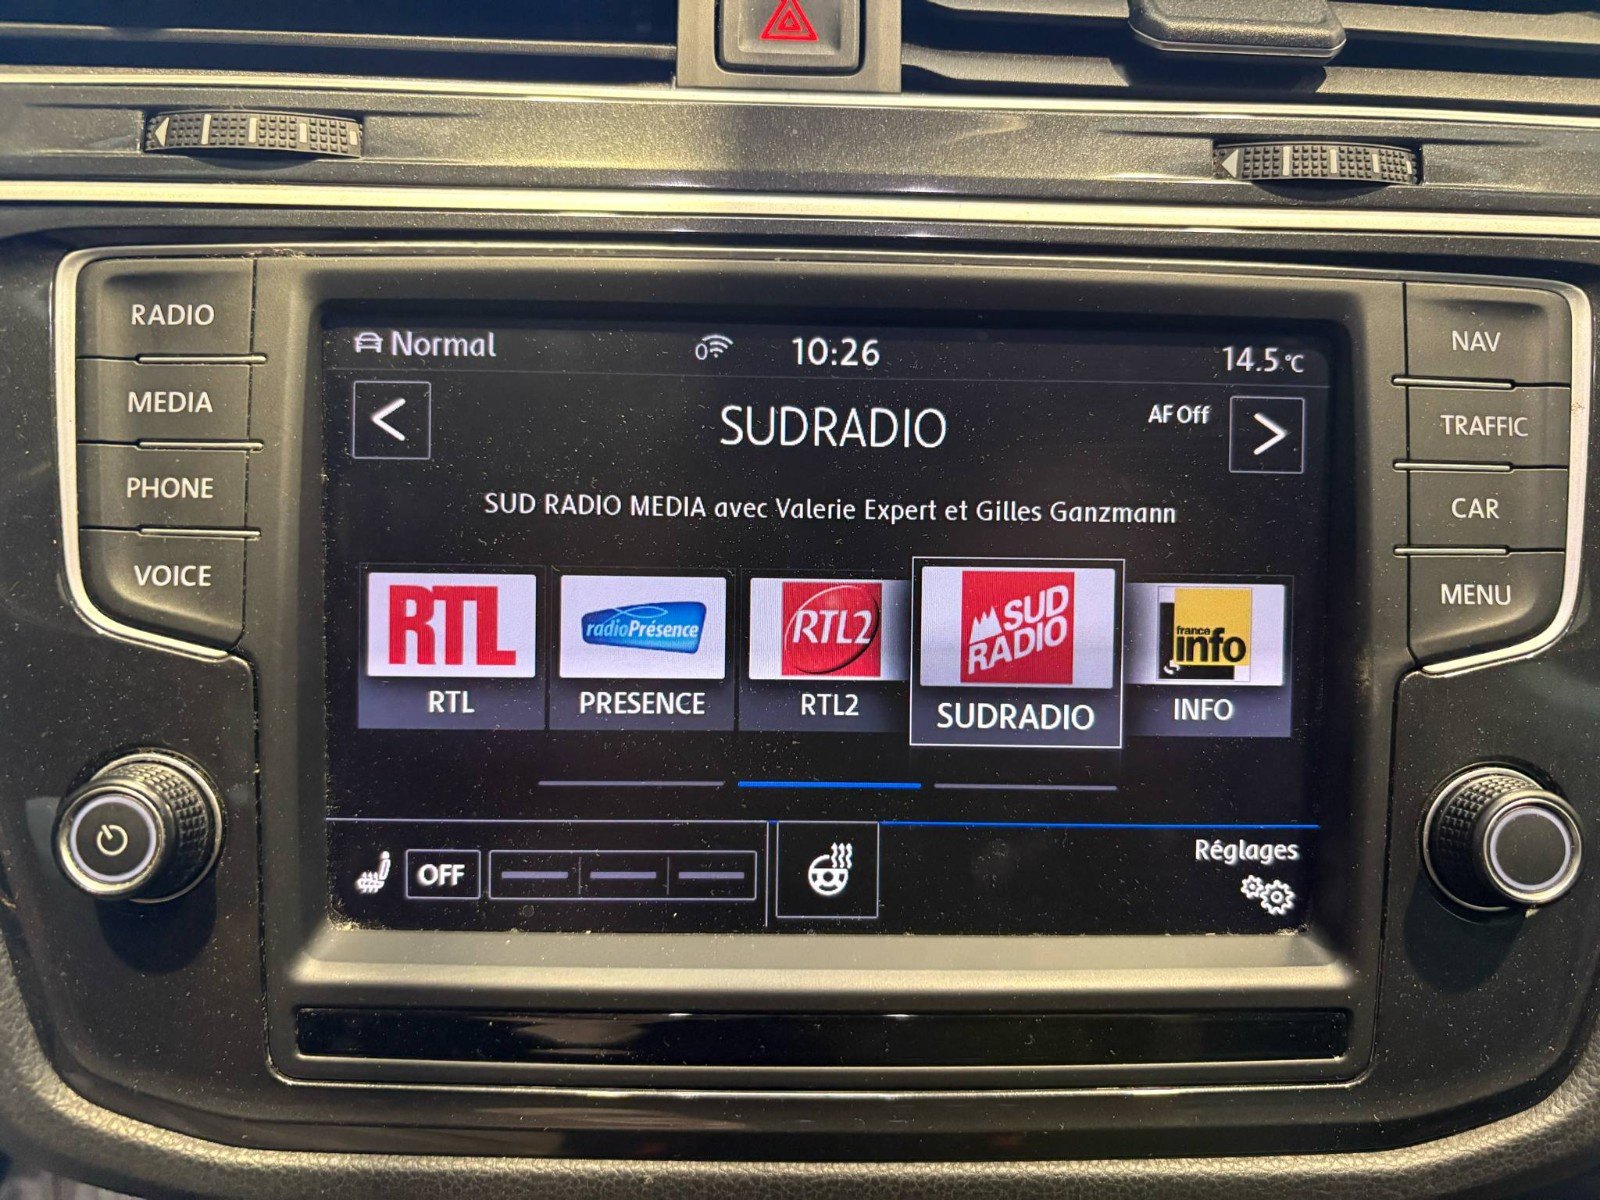 RADIO
MEDIA
PHONE
VOICE
NAV
TRAFFIC
CAR
MENU
Normal
0
10:26
14.5 °C
<
SUDRADIO
AF Off
>
SUD RADIO MEDIA avec Valerie Expert et Gilles Ganzmann
RTL
radioPrésence
RTL2
SUD
RADIO
france
info
RTL
PRESENCE
RTL2
SUDRADIO
INFO
OFF
Réglages